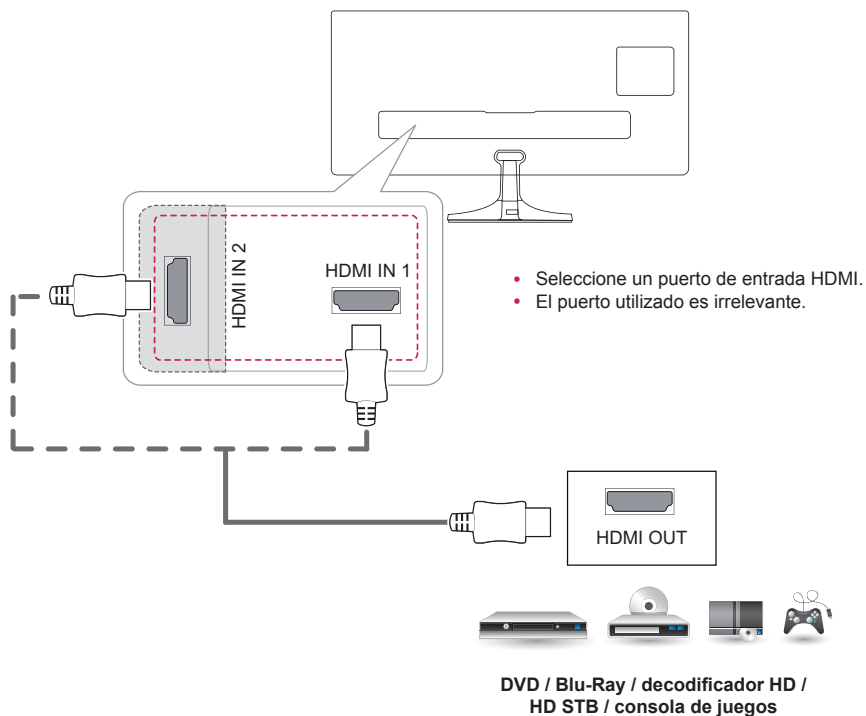 HDMI IN 2
HDMI IN 1
• Seleccione un puerto de entrada HDMI.
• El puerto utilizado es irrelevante.
HDMI OUT
DVD / Blu-Ray / decodificador HD /
HD STB / consola de juegos